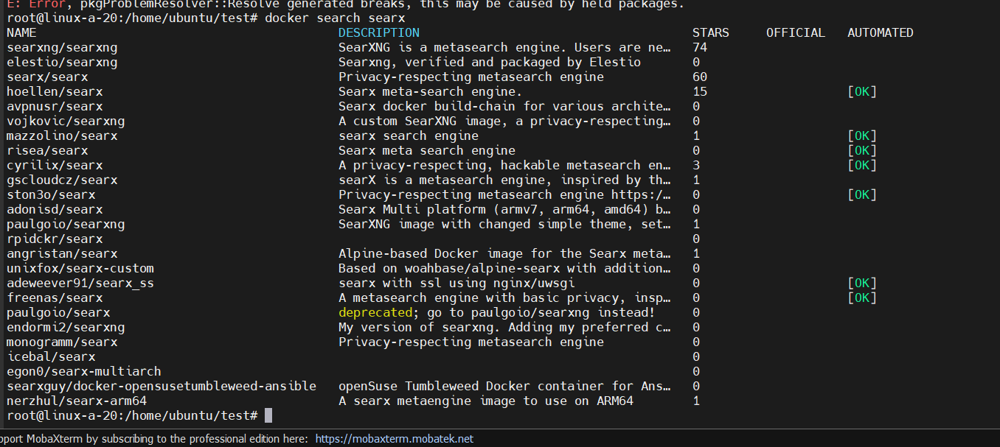 E: Error, pkgProblemResolver::Resolve generated breaks, this may be caused by held packages.
root@linux-a-20:/home/ubuntu/test# docker search searx
NAME DESCRIPTION STARS OFFICIAL AUTOMATED
searxng/searxng SearXNG is a metasearch engine. Users are ne… 74
elestio/searxng Searxng, verified and packaged by Elestio 0
searx/searx Privacy-respecting metasearch engine 60
hoellen/searx Searx meta-search engine. 15 [OK]
avpnusr/searx Searx docker build-chain for various archite… 0
vojkovic/searxng A custom SearXNG image, a privacy-respecting… 0
mazzolino/searx searx search engine 1 [OK]
risea/searx Searx meta search engine 0 [OK]
cyrilix/searx A privacy-respecting, hackable metasearch en… 3 [OK]
gscloudcz/searx searX is a metasearch engine, inspired by th… 1
ston3o/searx Privacy-respecting metasearch engine https:/… 0 [OK]
adonisd/searx Searx Multi platform (armv7, arm64, amd64) b… 0
paulgoio/searxng SearXNG image with changed simple theme, set… 1
rpidckr/searx 0
angristan/searx Alpine-based Docker image for the Searx meta… 1
unixfox/searx-custom Based on woahbase/alpine-searx with addition… 0
adeweever91/searx_ss searx with ssl using nginx/uwsgi 0 [OK]
freenas/searx A metasearch engine with basic privacy, insp… 0 [OK]
paulgoio/searx deprecated; go to paulgoio/searxng instead! 0
endormi2/searxng My version of searxng. Adding my preferred c… 0
monogramm/searx Privacy-respecting metasearch engine 0
icebal/searx 0
egon0/searx-multiarch 0
searxguy/docker-opensusetumbleweed-ansible openSuse Tumbleweed Docker container for Ans… 0
nerzhul/searx-arm64 A searx metaengine image to use on ARM64 1
root@linux-a-20:/home/ubuntu/test#
pport MobaXterm by subscribing to the professional edition here: https://mobaxterm.mobatek.net